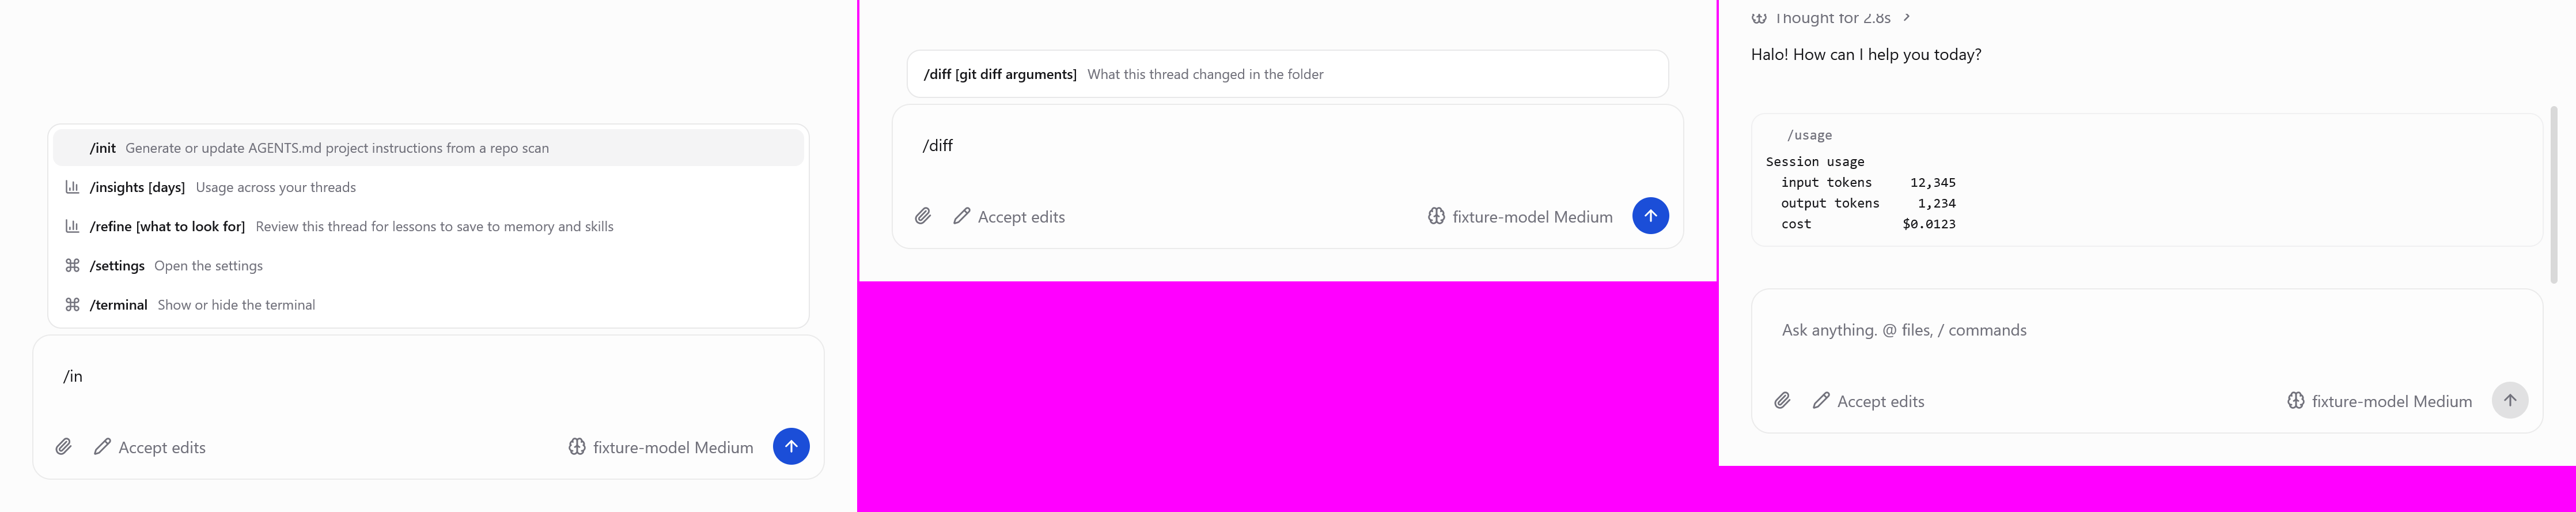 /init Generate or update AGENTS.md project instructions from a repo scan
/insights [days] Usage across your threads
/refine [what to look for] Review this thread for lessons to save to memory and skills
/settings Open the settings
/terminal Show or hide the terminal
/in
Accept edits fixture-model Medium
/diff [git diff arguments] What this thread changed in the folder
/diff
Accept edits fixture-model Medium
Thought for 2.8s
Halo! How can I help you today?
/usage
Session usage
input tokens 12,345
output tokens 1,234
cost $0.0123
Ask anything. @ files, / commands
Accept edits fixture-model Medium